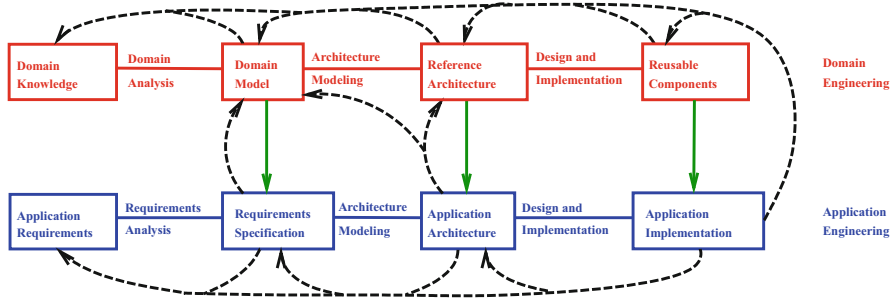 Domain
Knowledge
Domain
Analysis
Domain
Model
Architecture
Modeling
Reference
Architecture
Design and
Implementation
Reusable
Components
Domain
Engineering
Application
Requirements
Requirements
Analysis
Requirements
Specification
Architecture
Modeling
Application
Architecture
Design and
Implementation
Application
Implementation
Application
Engineering